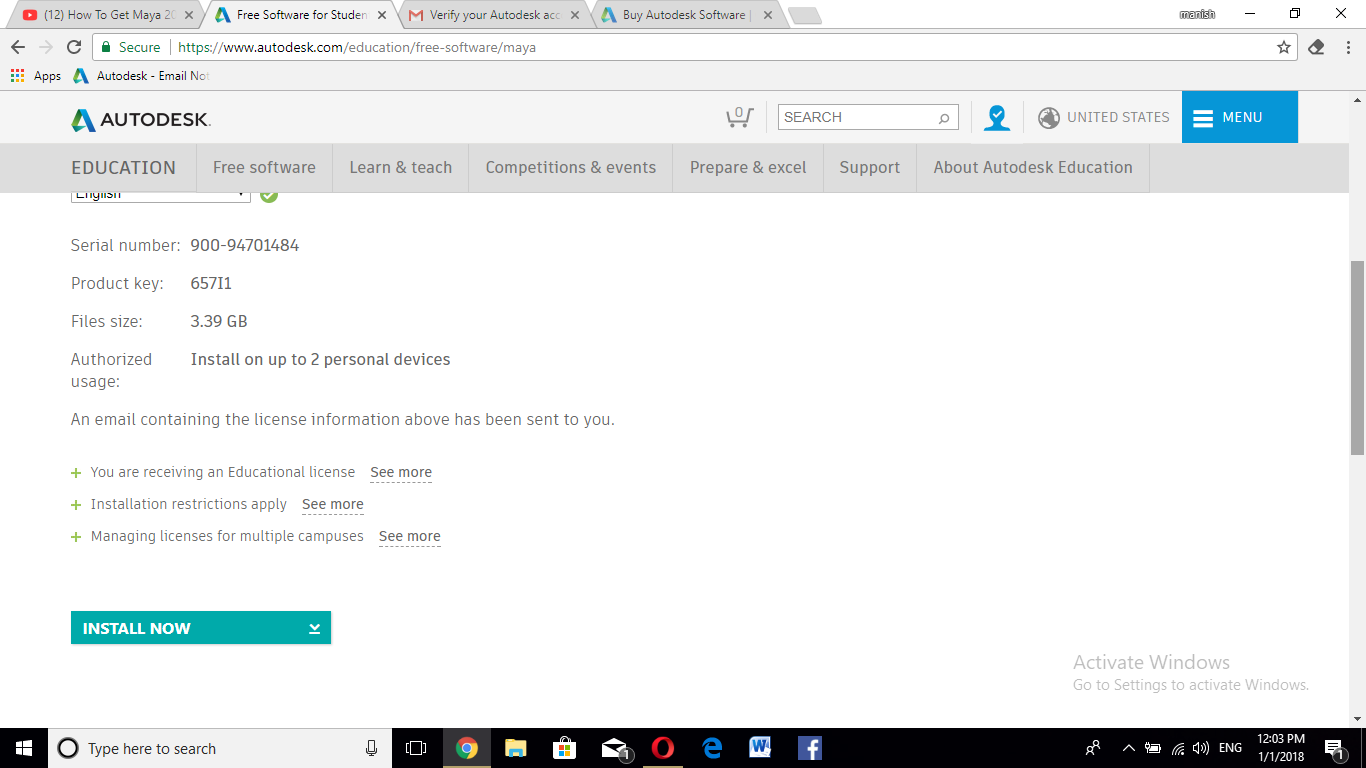 (12) How To Get Maya 20
Free Software for Studen
Verify your Autodesk acc
Buy Autodesk Software |
manish
Secure
https://www.autodesk.com/education/free-software/maya
Apps
Autodesk - Email Not
AUTODESK.
0
SEARCH
UNITED STATES
MENU
EDUCATION
Free software
Learn & teach
Competitions & events
Prepare & excel
Support
About Autodesk Education
English
Serial number: 900-94701484
Product key: 657I1
Files size: 3.39 GB
Authorized Install on up to 2 personal devices
usage:
An email containing the license information above has been sent to you.
+ You are receiving an Educational license See more
+ Installation restrictions apply See more
+ Managing licenses for multiple campuses See more
INSTALL NOW
Activate Windows
Go to Settings to activate Windows.
Type here to search
1
ENG
12:03 PM
1/1/2018
1